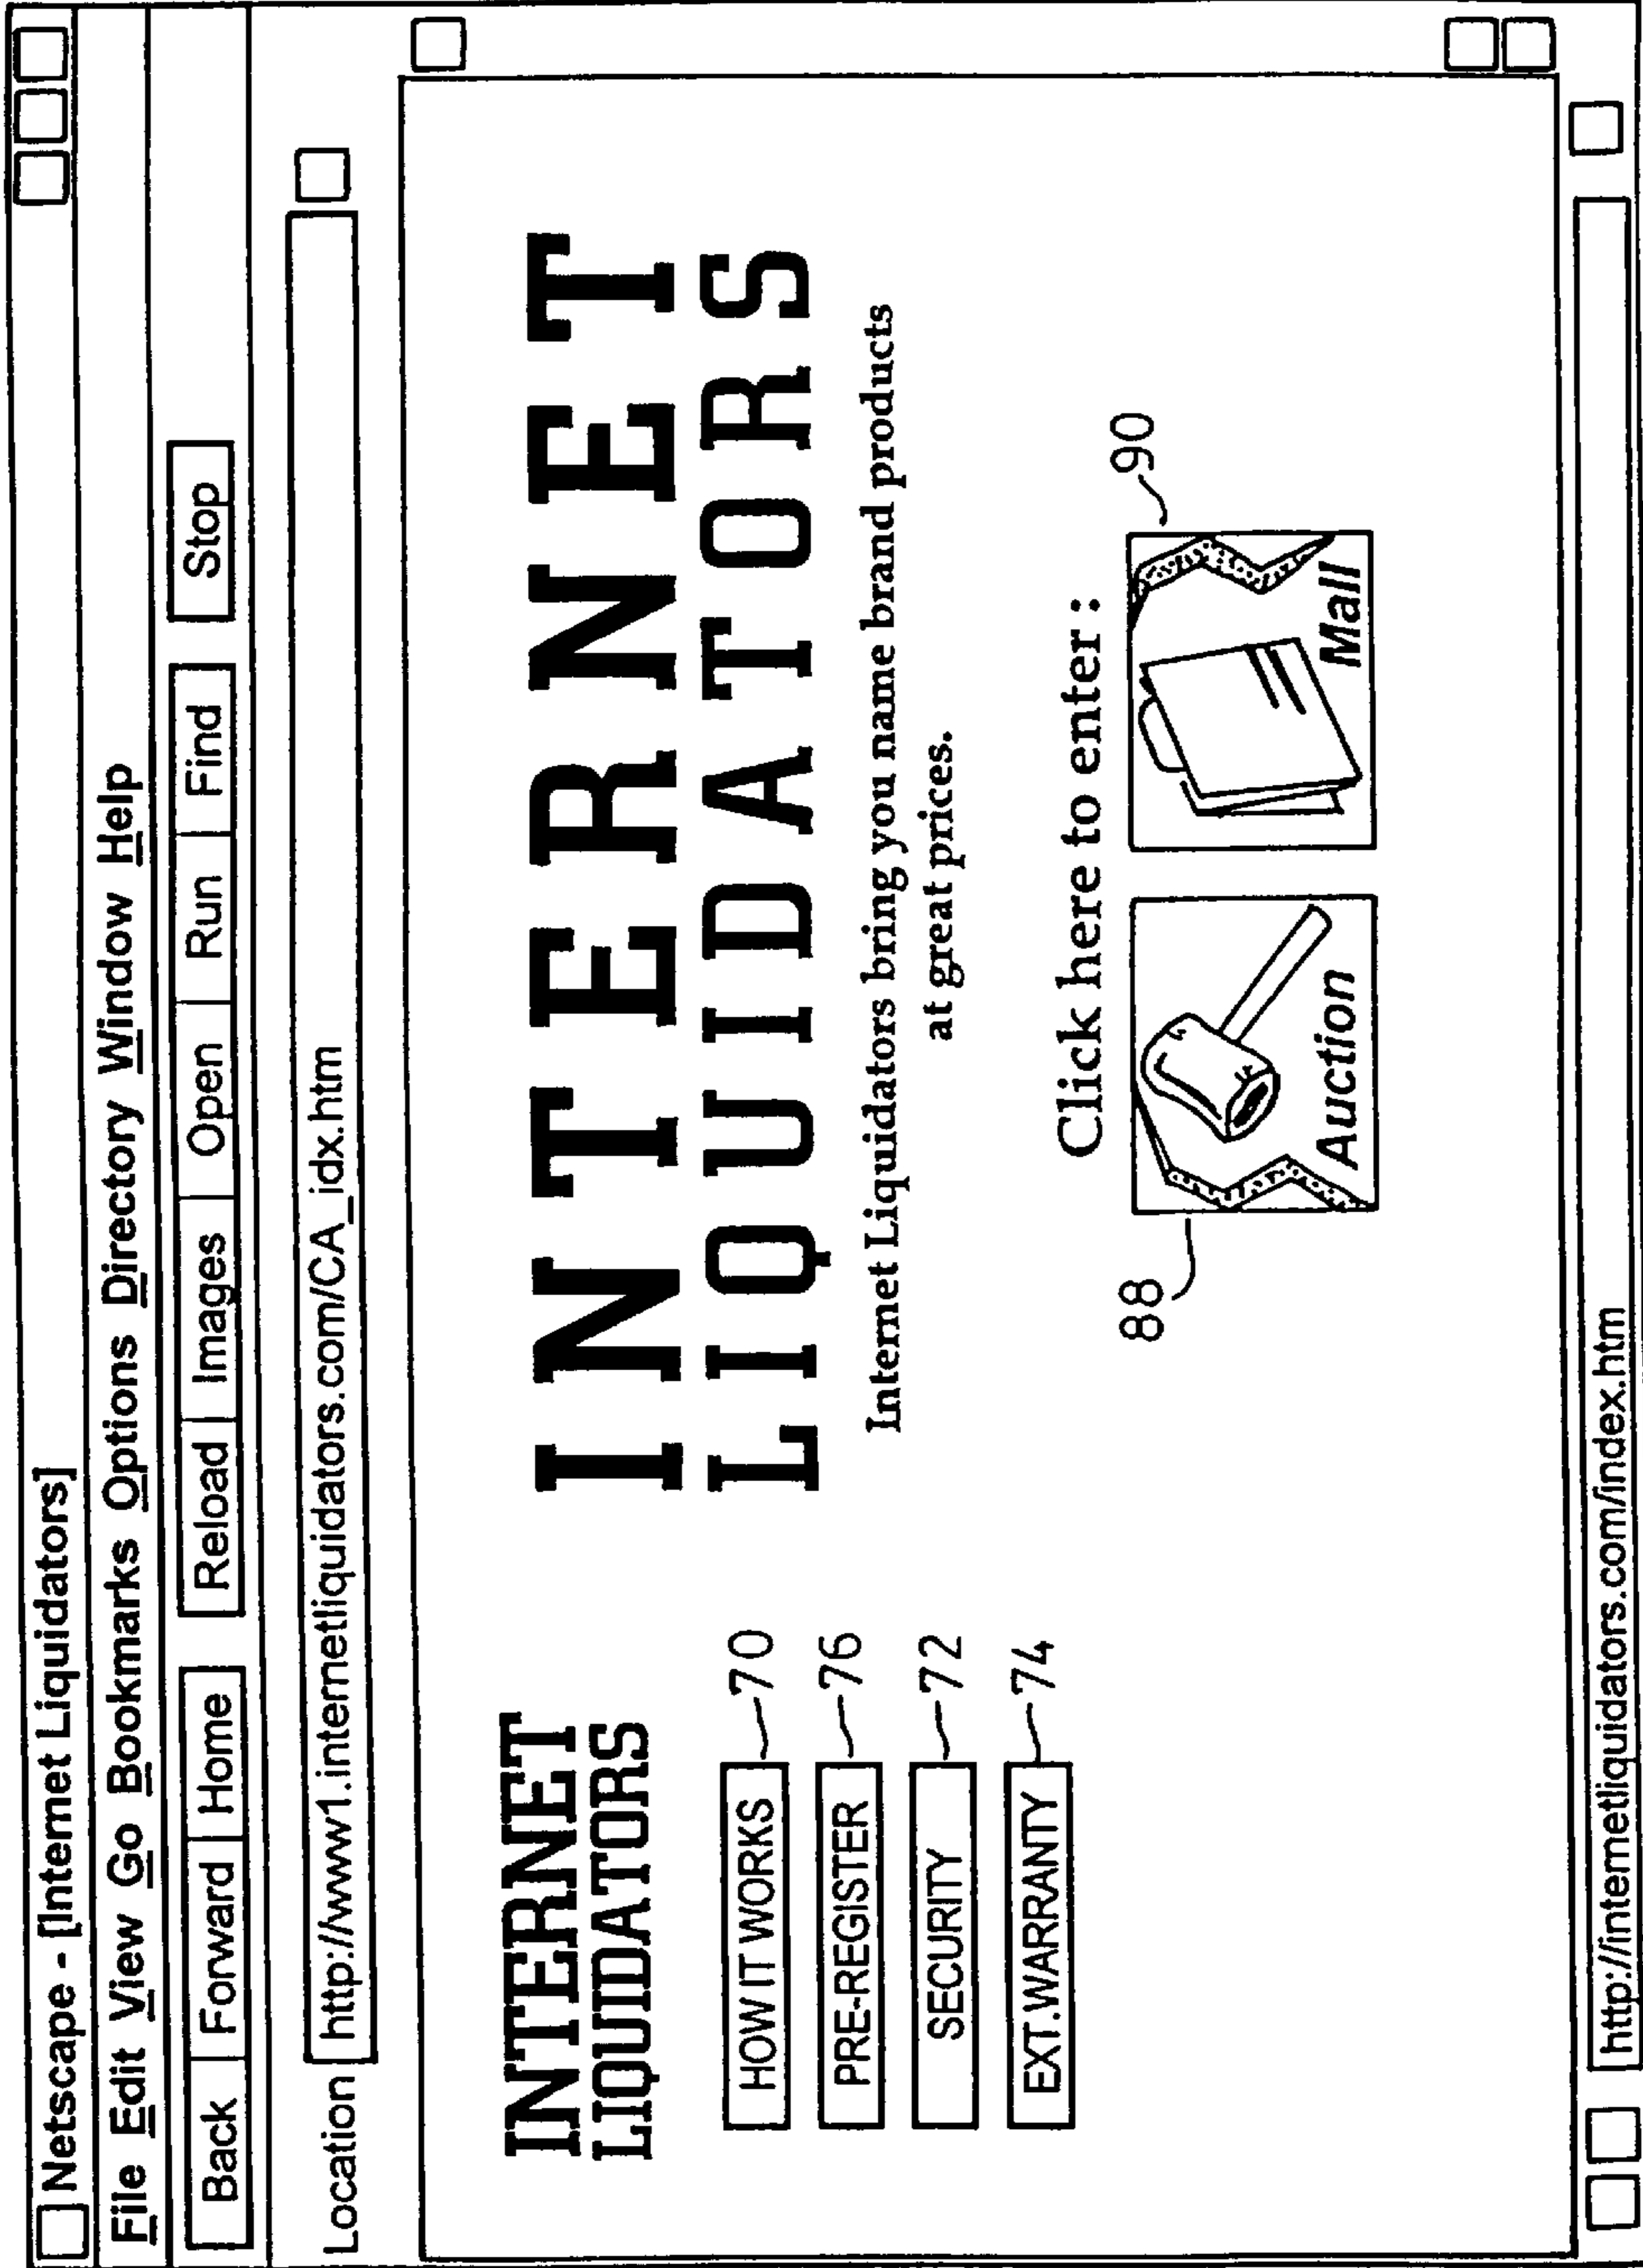 Netscape - [Internet Liquidators]
File Edit View Go Bookmarks Options Directory Window Help
Back Forward Home Reload Images Open Run Find Stop
Location http://www1.internetliquidators.com/CA_idx.htm
INTERNET
LIQUIDATORS
HOW IT WORKS 70
PRE-REGISTER 76
SECURITY 72
EXT.WARRANTY 74
INTERNET
LIQUIDATORS
Internet Liquidators bring you name brand products
at great prices.
Click here to enter :
88 90
Auction Mall
http://internetliquidators.com/index.htm